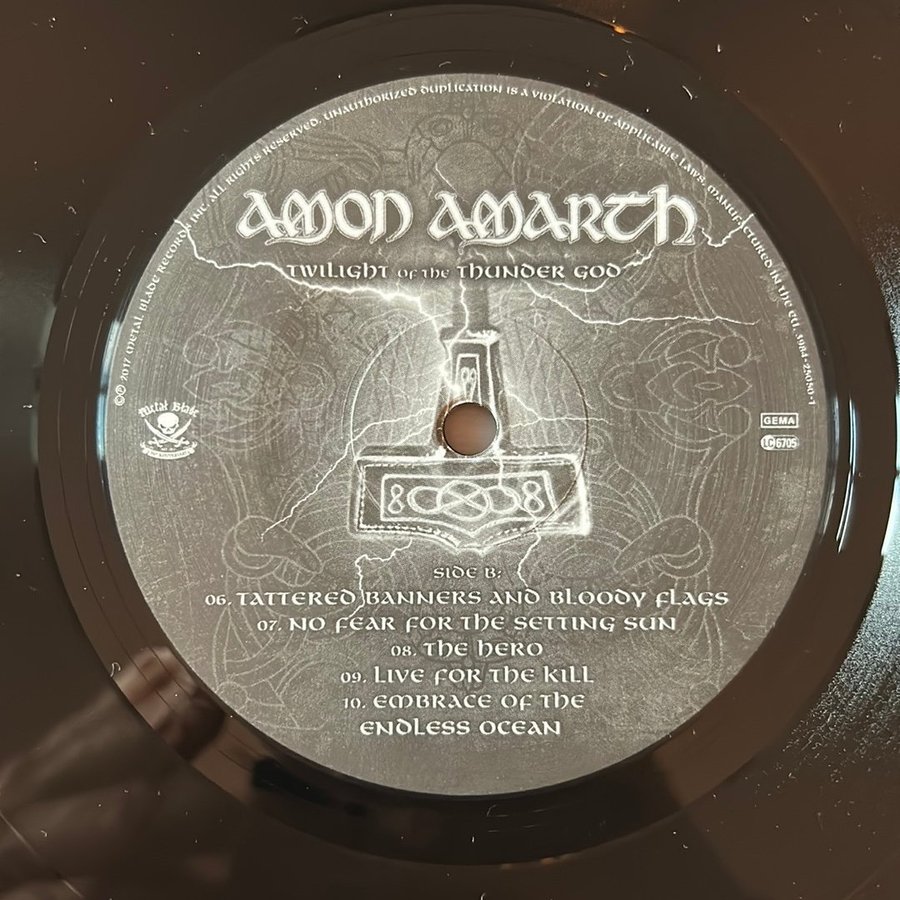 ℗© 2017 METAL BLADE RECORDS INC. ALL RIGHTS RESERVED. UNAUTHORIZED DUPLICATION IS A VIOLATION OF APPLICABLE LAWS. MANUFACTURED IN THE EU. 3984-25050-1
AMON AMARTH
TWILIGHT OF THE THUNDER GOD
Metal Blade
GEMA
LC 6705
SIDE B:
06. TATTERED BANNERS AND BLOODY FLAGS
07. NO FEAR FOR THE SETTING SUN
08. THE HERO
09. LIVE FOR THE KILL
10. EMBRACE OF THE
ENDLESS OCEAN